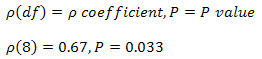 ρ(df) = ρ coefficient, P = P value
ρ(8) = 0.67, P = 0.033